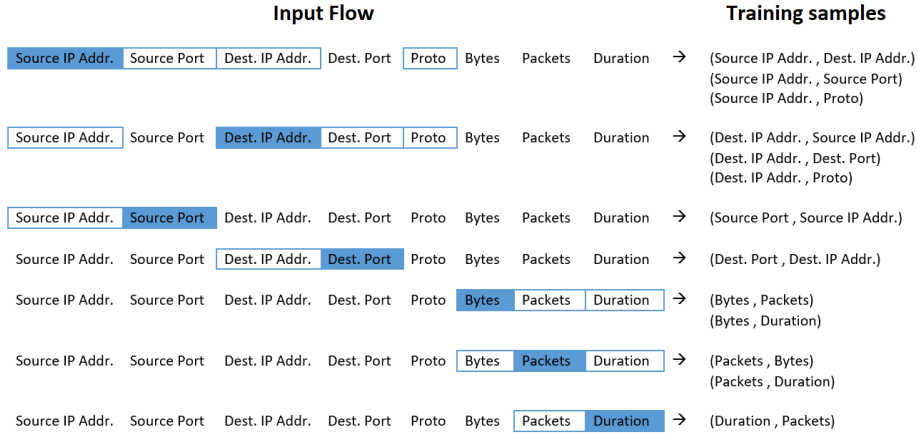 Input Flow Training samples
Source IP Addr. Source Port Dest. IP Addr. Dest. Port Proto Bytes Packets Duration → (Source IP Addr. , Dest. IP Addr.)
(Source IP Addr. , Source Port)
(Source IP Addr. , Proto)
Source IP Addr. Source Port Dest. IP Addr. Dest. Port Proto Bytes Packets Duration → (Dest. IP Addr. , Source IP Addr.)
(Dest. IP Addr. , Dest. Port)
(Dest. IP Addr. , Proto)
Source IP Addr. Source Port Dest. IP Addr. Dest. Port Proto Bytes Packets Duration → (Source Port , Source IP Addr.)
Source IP Addr. Source Port Dest. IP Addr. Dest. Port Proto Bytes Packets Duration → (Dest. Port , Dest. IP Addr.)
Source IP Addr. Source Port Dest. IP Addr. Dest. Port Proto Bytes Packets Duration → (Bytes , Packets)
(Bytes , Duration)
Source IP Addr. Source Port Dest. IP Addr. Dest. Port Proto Bytes Packets Duration → (Packets , Bytes)
(Packets , Duration)
Source IP Addr. Source Port Dest. IP Addr. Dest. Port Proto Bytes Packets Duration → (Duration , Packets)